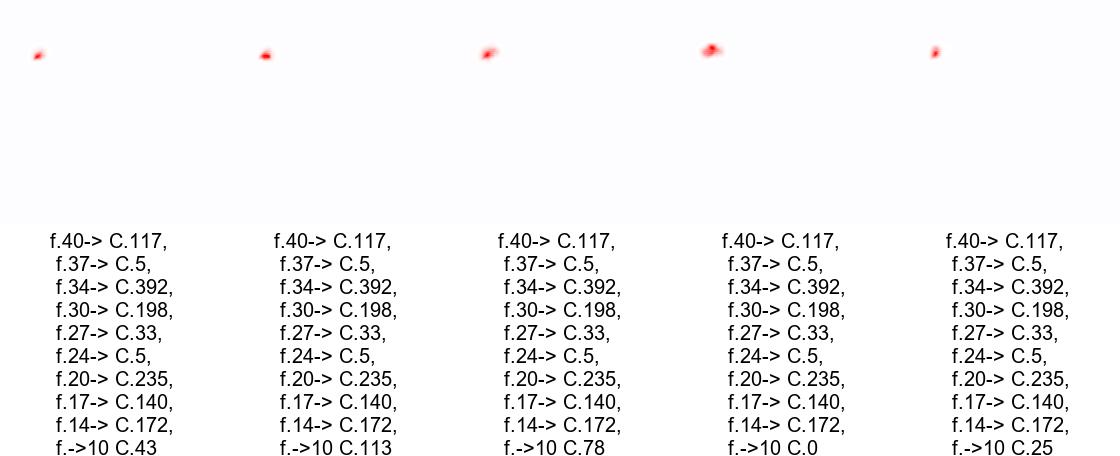 f.40-> C.117,
f.37-> C.5,
f.34-> C.392,
f.30-> C.198,
f.27-> C.33,
f.24-> C.5,
f.20-> C.235,
f.17-> C.140,
f.14-> C.172,
f.->10 C.43
f.40-> C.117,
f.37-> C.5,
f.34-> C.392,
f.30-> C.198,
f.27-> C.33,
f.24-> C.5,
f.20-> C.235,
f.17-> C.140,
f.14-> C.172,
f.->10 C.113
f.40-> C.117,
f.37-> C.5,
f.34-> C.392,
f.30-> C.198,
f.27-> C.33,
f.24-> C.5,
f.20-> C.235,
f.17-> C.140,
f.14-> C.172,
f.->10 C.78
f.40-> C.117,
f.37-> C.5,
f.34-> C.392,
f.30-> C.198,
f.27-> C.33,
f.24-> C.5,
f.20-> C.235,
f.17-> C.140,
f.14-> C.172,
f.->10 C.0
f.40-> C.117,
f.37-> C.5,
f.34-> C.392,
f.30-> C.198,
f.27-> C.33,
f.24-> C.5,
f.20-> C.235,
f.17-> C.140,
f.14-> C.172,
f.->10 C.25